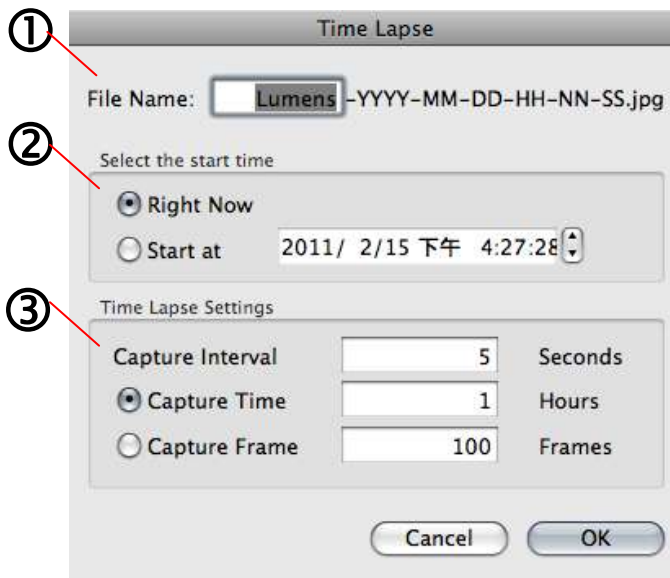 ① Time Lapse
File Name: Lumens -YYYY-MM-DD-HH-NN-SS.jpg
② Select the start time
Right Now
Start at 2011/ 2/15 下午 4:27:28
③ Time Lapse Settings
Capture Interval 5 Seconds
Capture Time 1 Hours
Capture Frame 100 Frames
Cancel OK